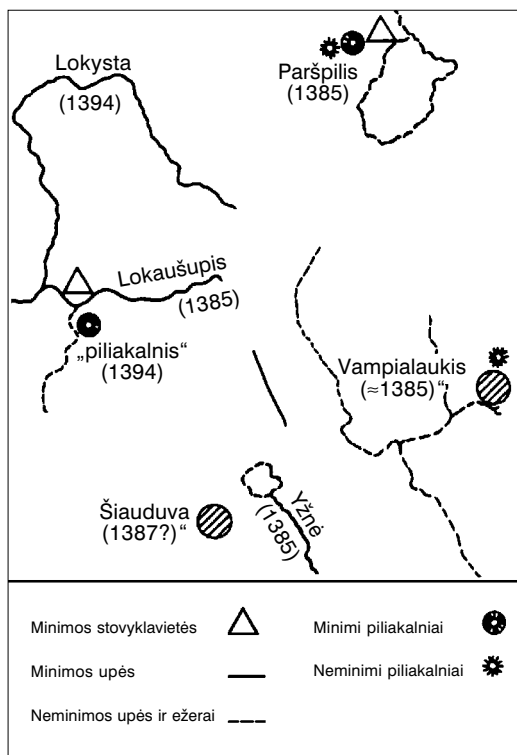 Lokysta
(1394)
Paršpilis
(1385)
Lokaušupis
(1385)
„piliakalnis“
(1394)
Vampialaukis
(≈1385)“
Šiauduva
(1387?)“
Yžnė
(1385)
Minimos stovyklavietės
Minimi piliakalniai
Minimos upės
Neminimi piliakalniai
Neminimos upės ir ežerai